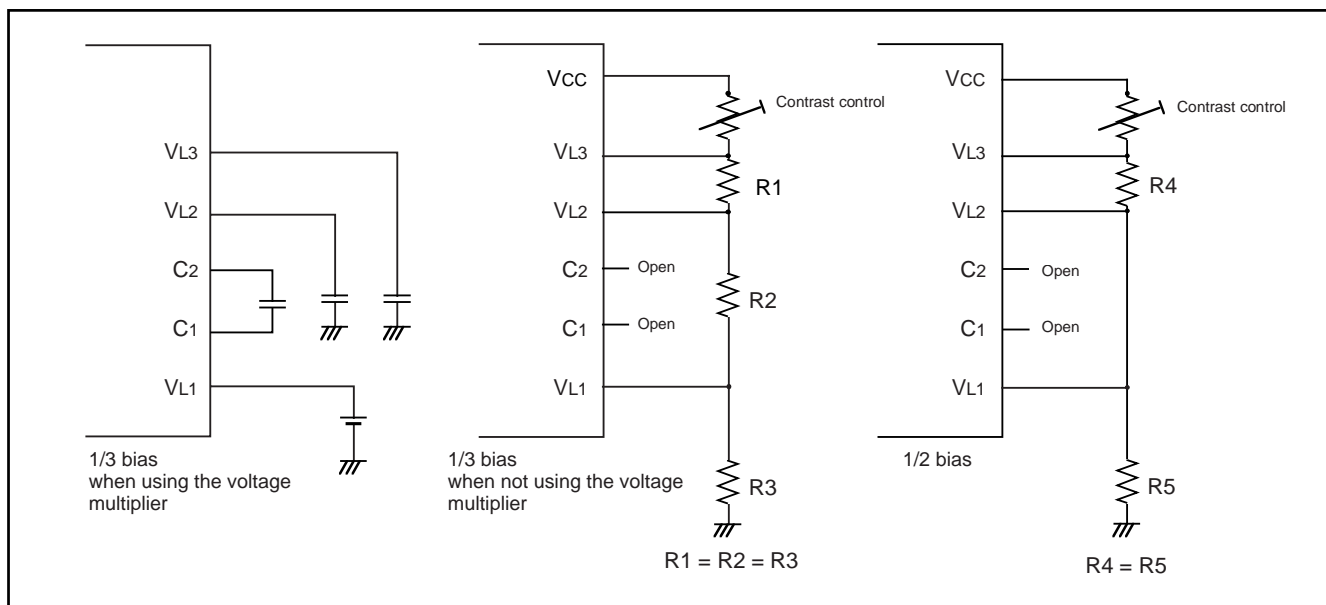 VL3
VL2
C2
C1
VL1
1/3 bias
when using the voltage
multiplier
VCC
Contrast control
VL3
R1
VL2
C2
Open
R2
C1
Open
VL1
R3
1/3 bias
when not using the voltage
multiplier
R1 = R2 = R3
VCC
Contrast control
VL3
R4
VL2
C2
Open
C1
Open
VL1
1/2 bias
R5
R4 = R5